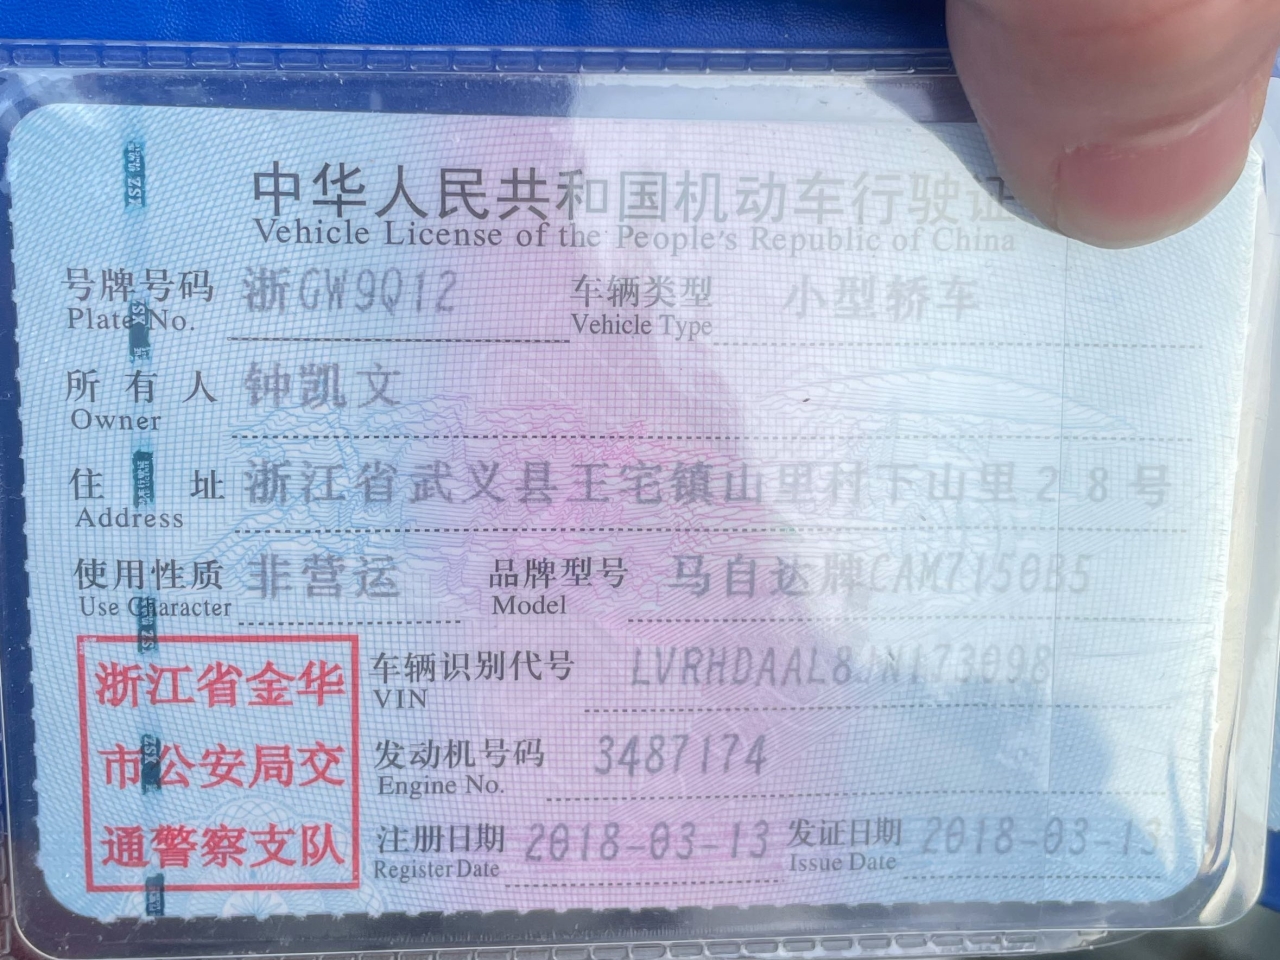 中华人民共和国机动车行驶证
Vehicle License of the People's Republic of China
号牌号码 浙GW9Q12 车辆类型 小型轿车
Plate No. Vehicle Type
所有人 钟凯文
Owner
住址 浙江省武义县王宅镇山里村下山里28号
Address
使用性质 非营运 品牌型号 马自达牌CAM7150B5
Use Character Model
浙江省金华
市公安局交
通警察支队
车辆识别代号 LVRHDAAL8JN173098
VIN
发动机号码 3487174
Engine No.
注册日期 2018-03-13 发证日期 2018-03-13
Register Date Issue Date